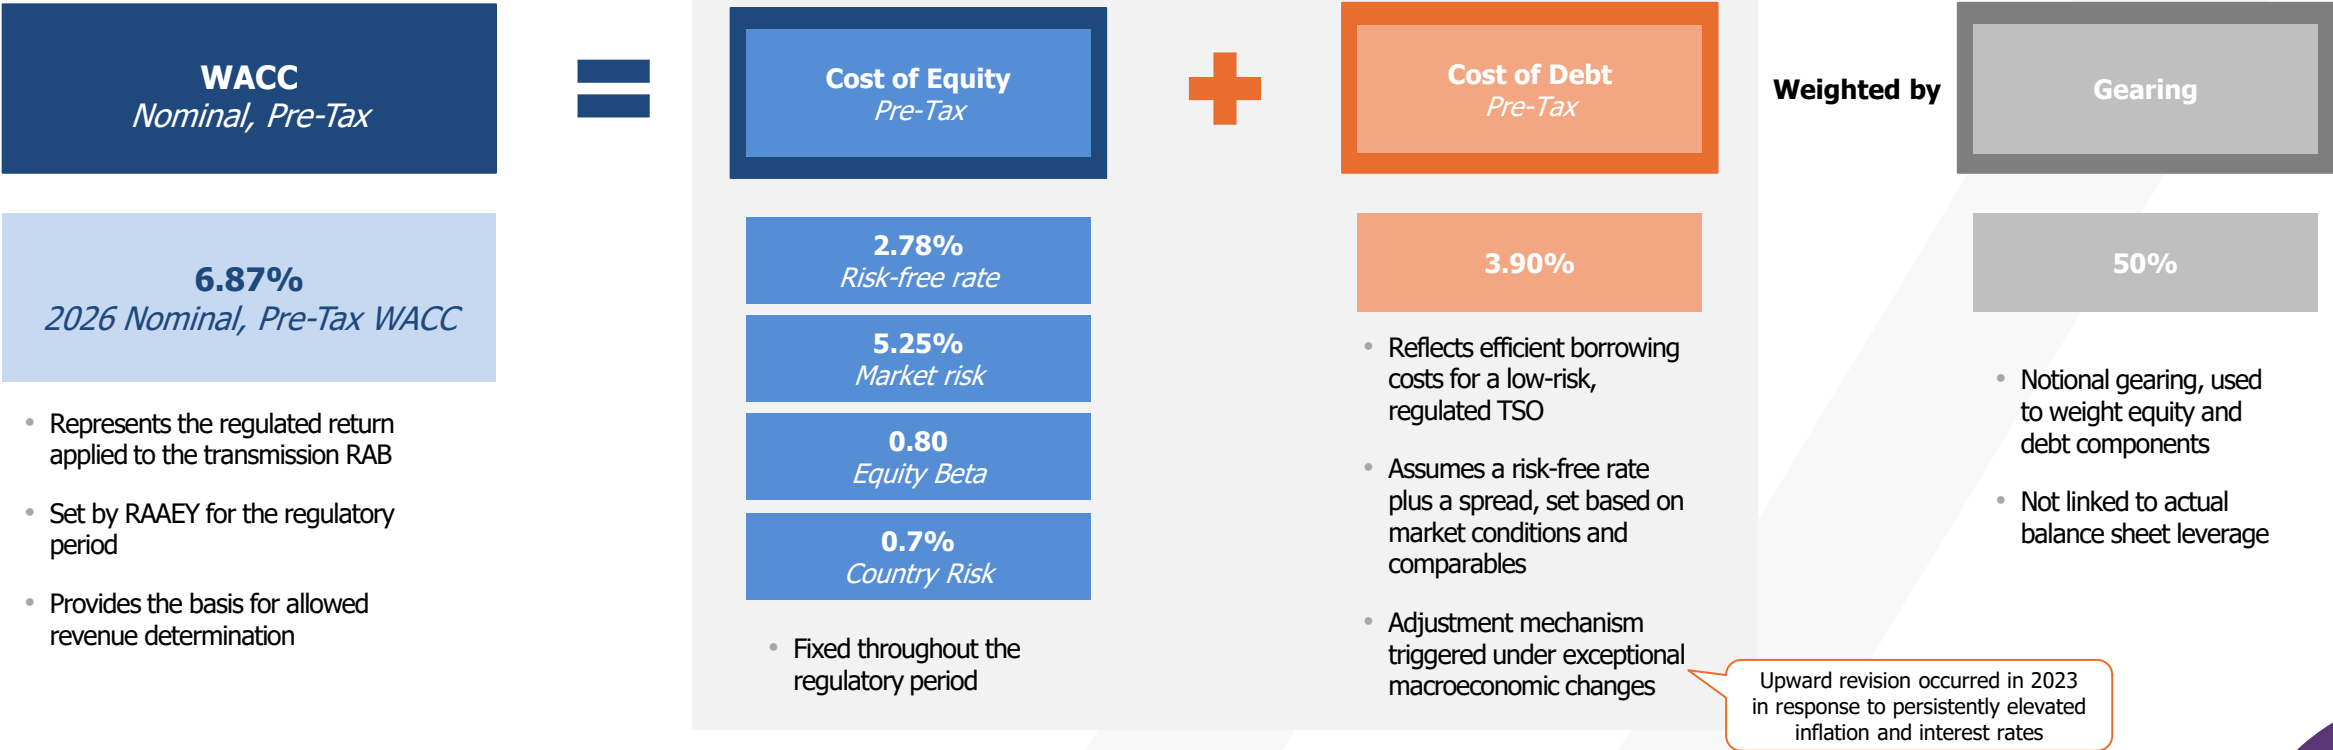 WACC
Nominal, Pre-Tax
Cost of Equity
Pre-Tax
Cost of Debt
Pre-Tax
Weighted by
Gearing
6.87%
2026 Nominal, Pre-Tax WACC
• Represents the regulated return
applied to the transmission RAB
• Set by RAAEY for the regulatory
period
• Provides the basis for allowed
revenue determination
2.78%
Risk-free rate
5.25%
Market risk
0.80
Equity Beta
0.7%
Country Risk
• Fixed throughout the
regulatory period
3.90%
• Reflects efficient borrowing
costs for a low-risk,
regulated TSO
• Assumes a risk-free rate
plus a spread, set based on
market conditions and
comparables
• Adjustment mechanism
triggered under exceptional
macroeconomic changes
Upward revision occurred in 2023
in response to persistently elevated
inflation and interest rates
50%
• Notional gearing, used
to weight equity and
debt components
• Not linked to actual
balance sheet leverage